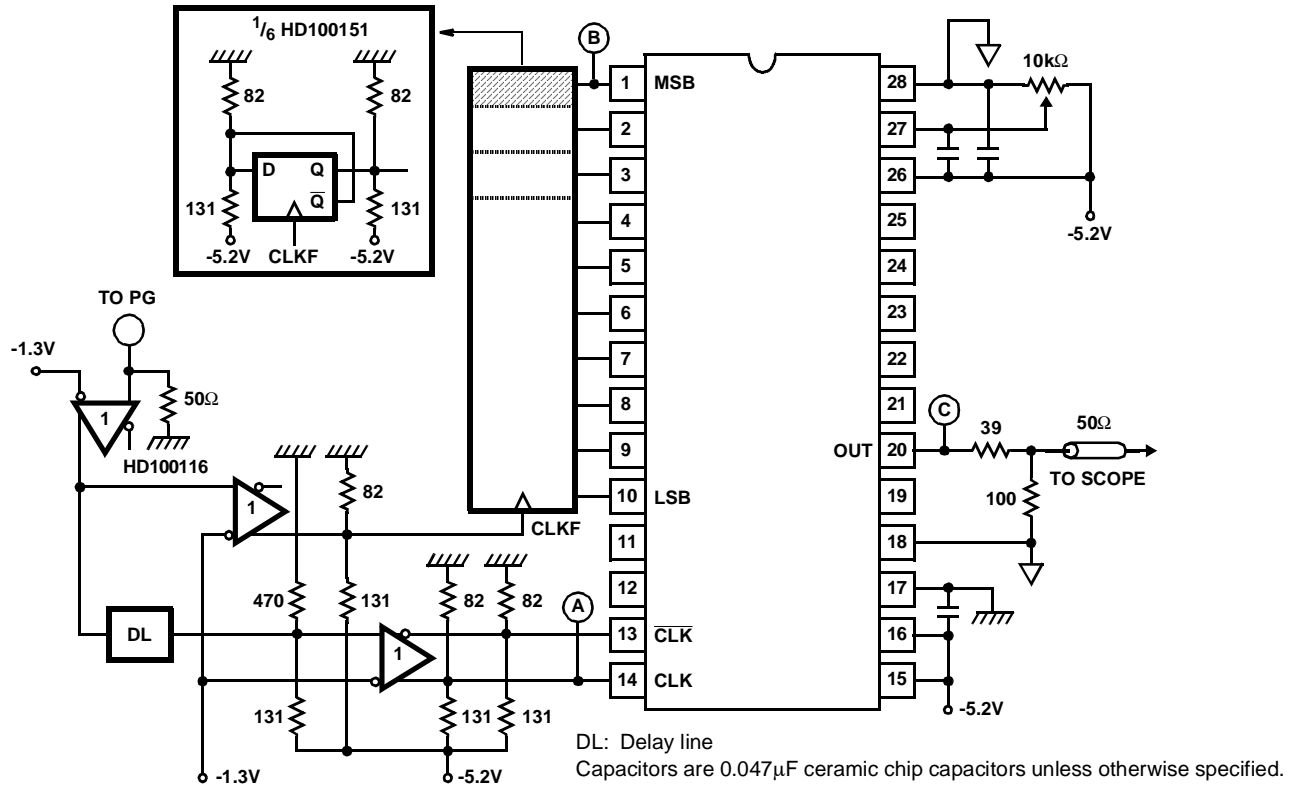 1/6 HD100151
82
82
D Q
Q
131
131
-5.2V
CLKF
-5.2V
TO PG
-1.3V
50Ω
1
HD100116
1
82
CLKF
470
131
82
82
A
DL
1
131
131
131
-1.3V
-5.2V
B
1 MSB
2
3
4
5
6
7
8
9
10 LSB
11
12
13 CLK
14 CLK
28
27
26
25
24
23
22
21
OUT 20
19
18
17
16
15
10kΩ
-5.2V
C
39
50Ω
TO SCOPE
100
-5.2V
DL: Delay line
Capacitors are 0.047µF ceramic chip capacitors unless otherwise specified.